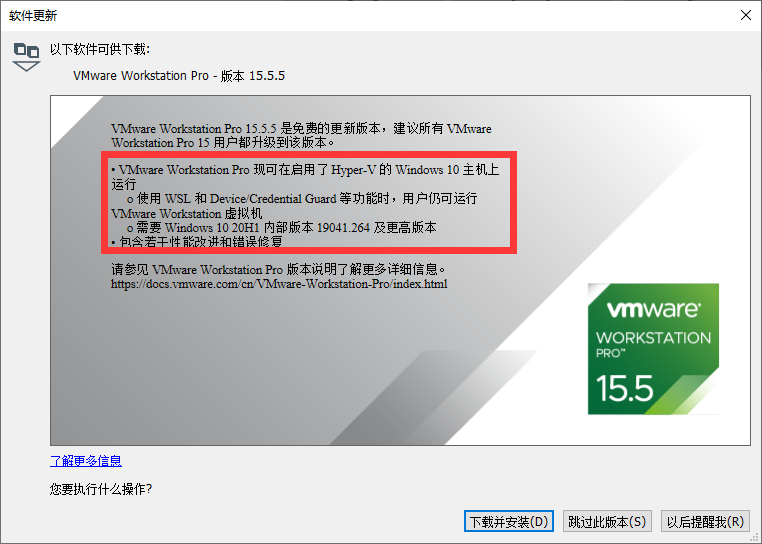 软件更新
以下软件可供下载:
VMware Workstation Pro - 版本 15.5.5
VMware Workstation Pro 15.5.5 是免费的更新版本，建议所有 VMware
Workstation Pro 15 用户都升级到该版本。
• VMware Workstation Pro 现可在启用了 Hyper-V 的 Windows 10 主机上
运行
o 使用 WSL 和 Device/Credential Guard 等功能时，用户仍可运行
VMware Workstation 虚拟机
o 需要 Windows 10 20H1 内部版本 19041.264 及更高版本
• 包含若干性能改进和错误修复
请参见 VMware Workstation Pro 版本说明了解更多详细信息。
https://docs.vmware.com/cn/VMware-Workstation-Pro/index.html
vmware®
WORKSTATION
PRO™
15.5
了解更多信息
您要执行什么操作?
下载并安装(D) 跳过此版本(S) 以后提醒我(R)